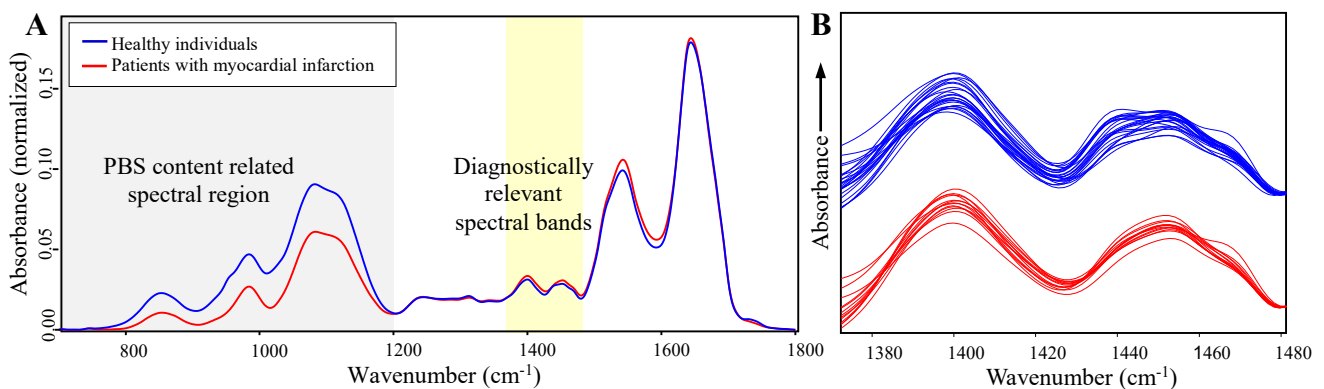 A
Healthy individuals
Patients with myocardial infarction
PBS content related
spectral region
Diagnostically
relevant
spectral bands
Absorbance (normalized)
0,15
0,10
0,05
0,00
800
1000
1200
1400
1600
1800
Wavenumber (cm⁻¹)
B
Absorbance
1380
1400
1420
1440
1460
1480
Wavenumber (cm⁻¹)